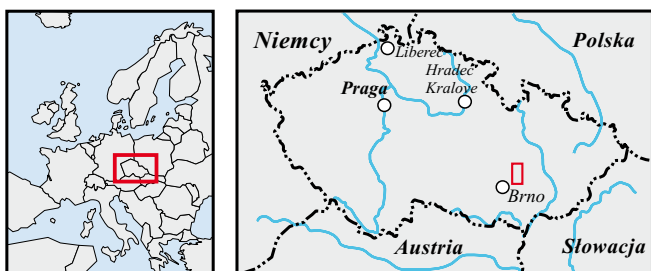 Niemcy
Polska
Liberec
Hradec
Kralove
Praga
Brno
Austria
Słowacja